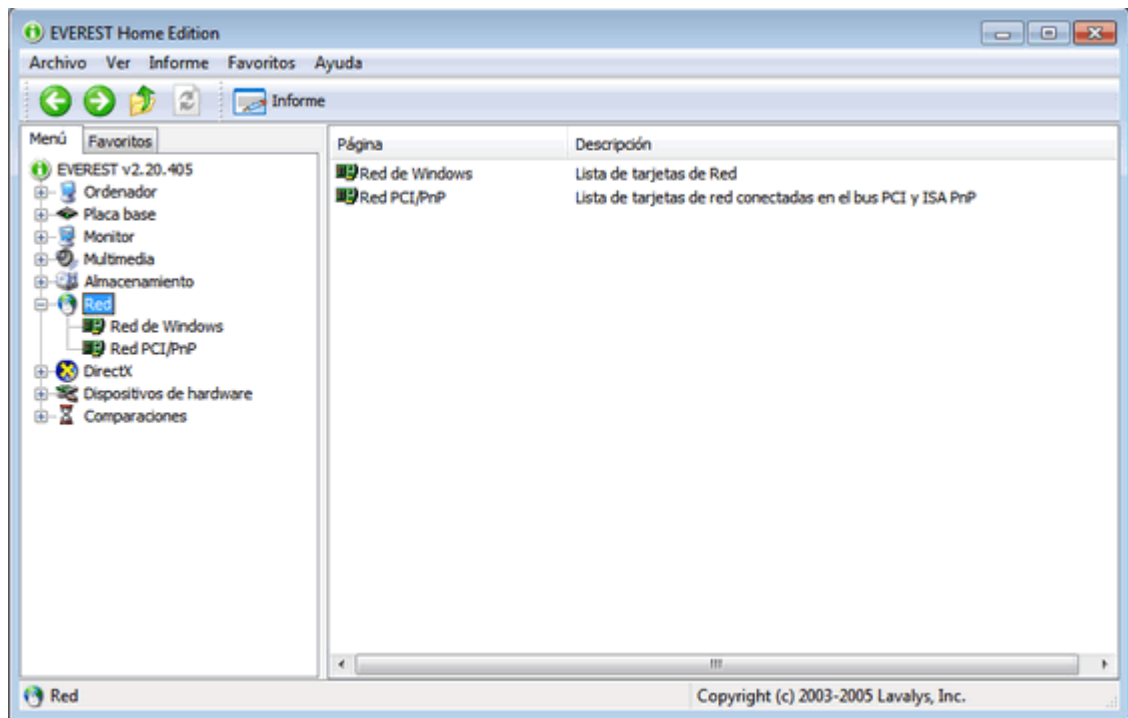 EVEREST Home Edition
Archivo Ver Informe Favoritos Ayuda
Informe
Menú Favoritos
Página Descripción
EVEREST v2.20.405
Ordenador
Placa base
Monitor
Multimedia
Almacenamiento
Red
Red de Windows
Red PCI/PnP
DirectX
Dispositivos de hardware
Comparaciones
Red de Windows Lista de tarjetas de Red
Red PCI/PnP Lista de tarjetas de red conectadas en el bus PCI y ISA PnP
Red
Copyright (c) 2003-2005 Lavalys, Inc.